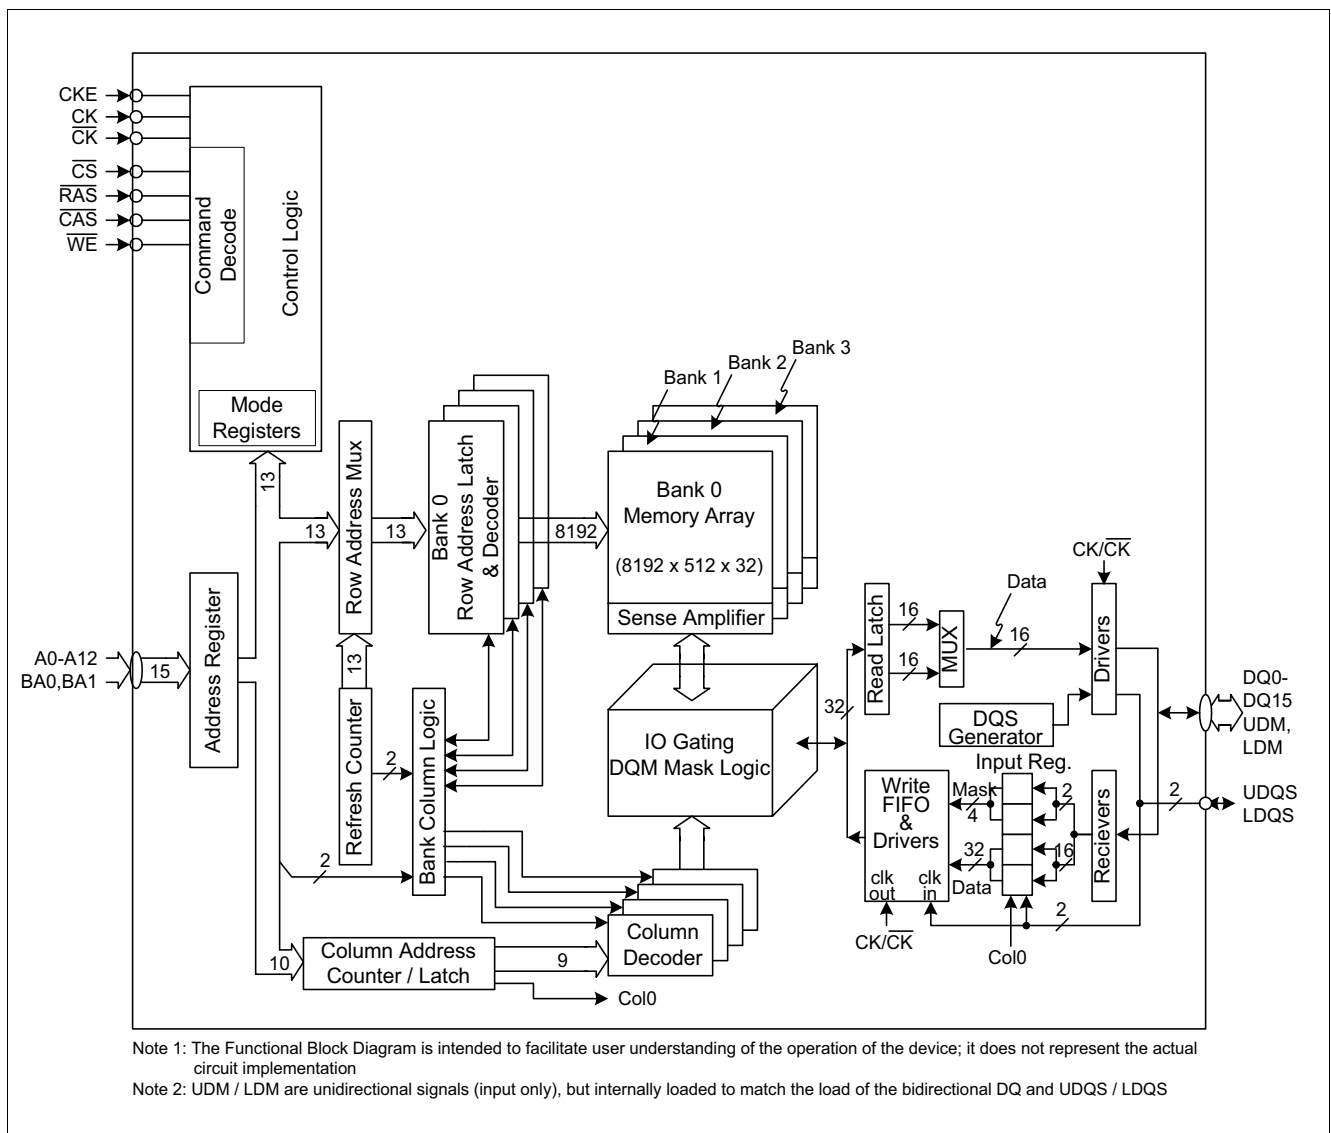 CKE
CK
C̅K̅
C̅S̅
R̅A̅S̅
C̅A̅S̅
W̅E̅
Command
Decode
Control Logic
Mode
Registers
13
13
Row Address Mux
13
Bank 0
Row Address Latch
& Decoder
8192
Bank 1
Bank 2
Bank 3
Bank 0
Memory Array
(8192 x 512 x 32)
Sense Amplifier
A0-A12
BA0,BA1
15
Address Register
13
Refresh Counter
2
2
Bank Column Logic
IO Gating
DQM Mask Logic
10
Column Address
Counter / Latch
9
Column
Decoder
Col0
32
Read Latch
16
16
MUX
Data
16
CK/C̅K̅
Drivers
DQS
Generator
Input Reg.
Write
FIFO
&
Drivers
clk
out
clk
in
Mask
4
32
Data
2
16
Recievers
2
2
CK/C̅K̅
Col0
DQ0-
DQ15
UDM,
LDM
UDQS
LDQS
Note 1: The Functional Block Diagram is intended to facilitate user understanding of the operation of the device; it does not represent the actual
circuit implementation
Note 2: UDM / LDM are unidirectional signals (input only), but internally loaded to match the load of the bidirectional DQ and UDQS / LDQS